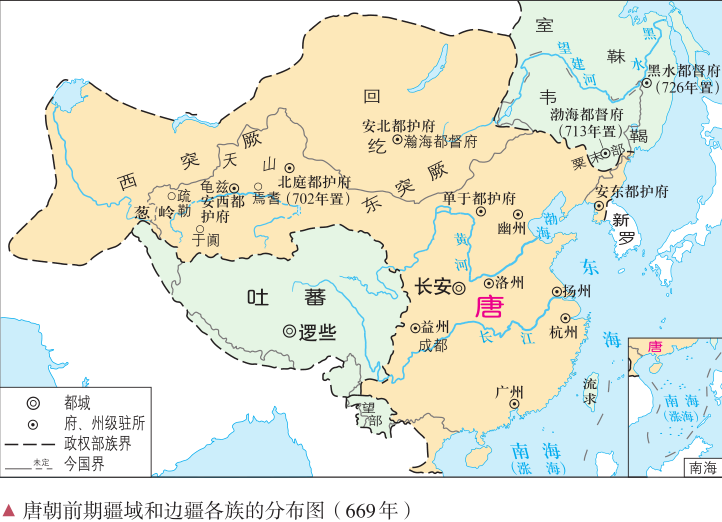 室
韦
靺
鞨
黑
水
望
建
河
黑水都督府
(726年置)
渤海都督府
(713年置)
粟末部
回
纥
安北都护府
瀚海都督府
西
突
厥
天
山
东
突
厥
北庭都护府
(702年置)
龟兹
安西都
护府
焉耆
疏
勒
葱
岭
于阗
单于都护府
幽州
安东都护府
新
罗
渤
海
黄
河
长安
洛州
唐
扬州
杭州
东
海
吐
蕃
逻些
益州
成都
长
江
流
求
广州
南
海
(涨
海)
望
部
都城
府、州级驻所
政权部族界
未定
今国界
唐
南海
(涨海)
南海
▲ 唐朝前期疆域和边疆各族的分布图（669年）